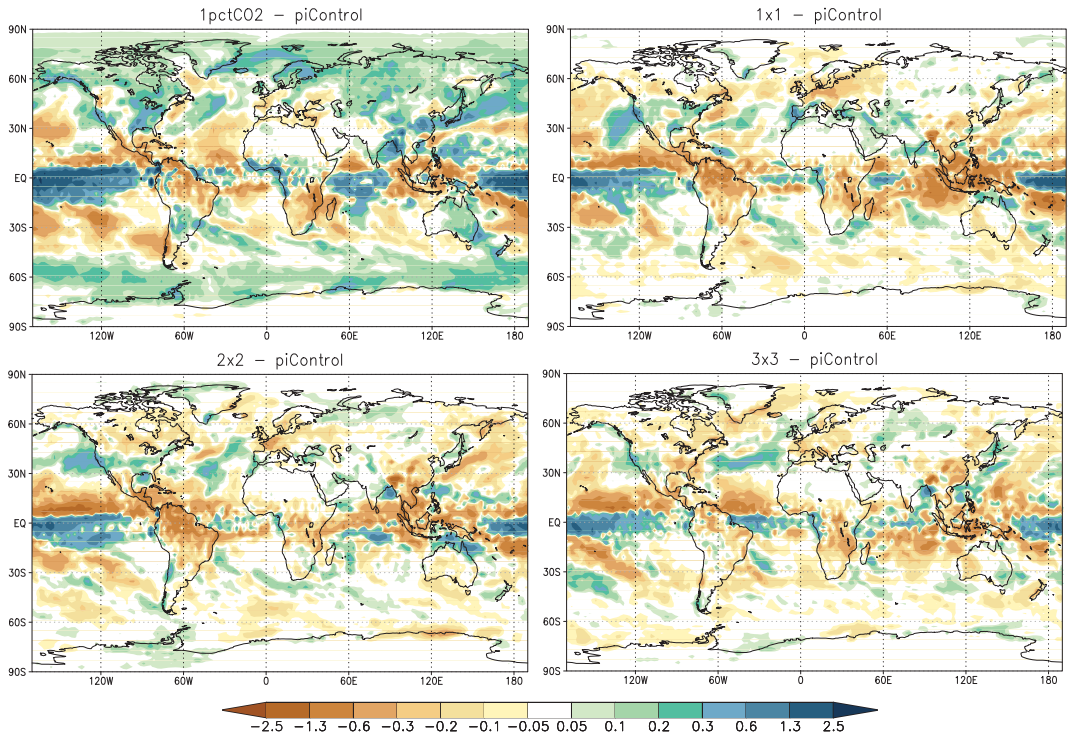 1pctCO2 − piControl
1x1 − piControl
90N
60N
30N
EQ
30S
60S
90S
120W 60W 0 60E 120E 180
90N
60N
30N
EQ
30S
60S
90S
120W 60W 0 60E 120E 180
2x2 − piControl
3x3 − piControl
90N
60N
30N
EQ
30S
60S
90S
120W 60W 0 60E 120E 180
90N
60N
30N
EQ
30S
60S
90S
120W 60W 0 60E 120E 180
−2.5 −1.3 −0.6 −0.3 −0.2 −0.1 −0.05 0.05 0.1 0.2 0.3 0.6 1.3 2.5